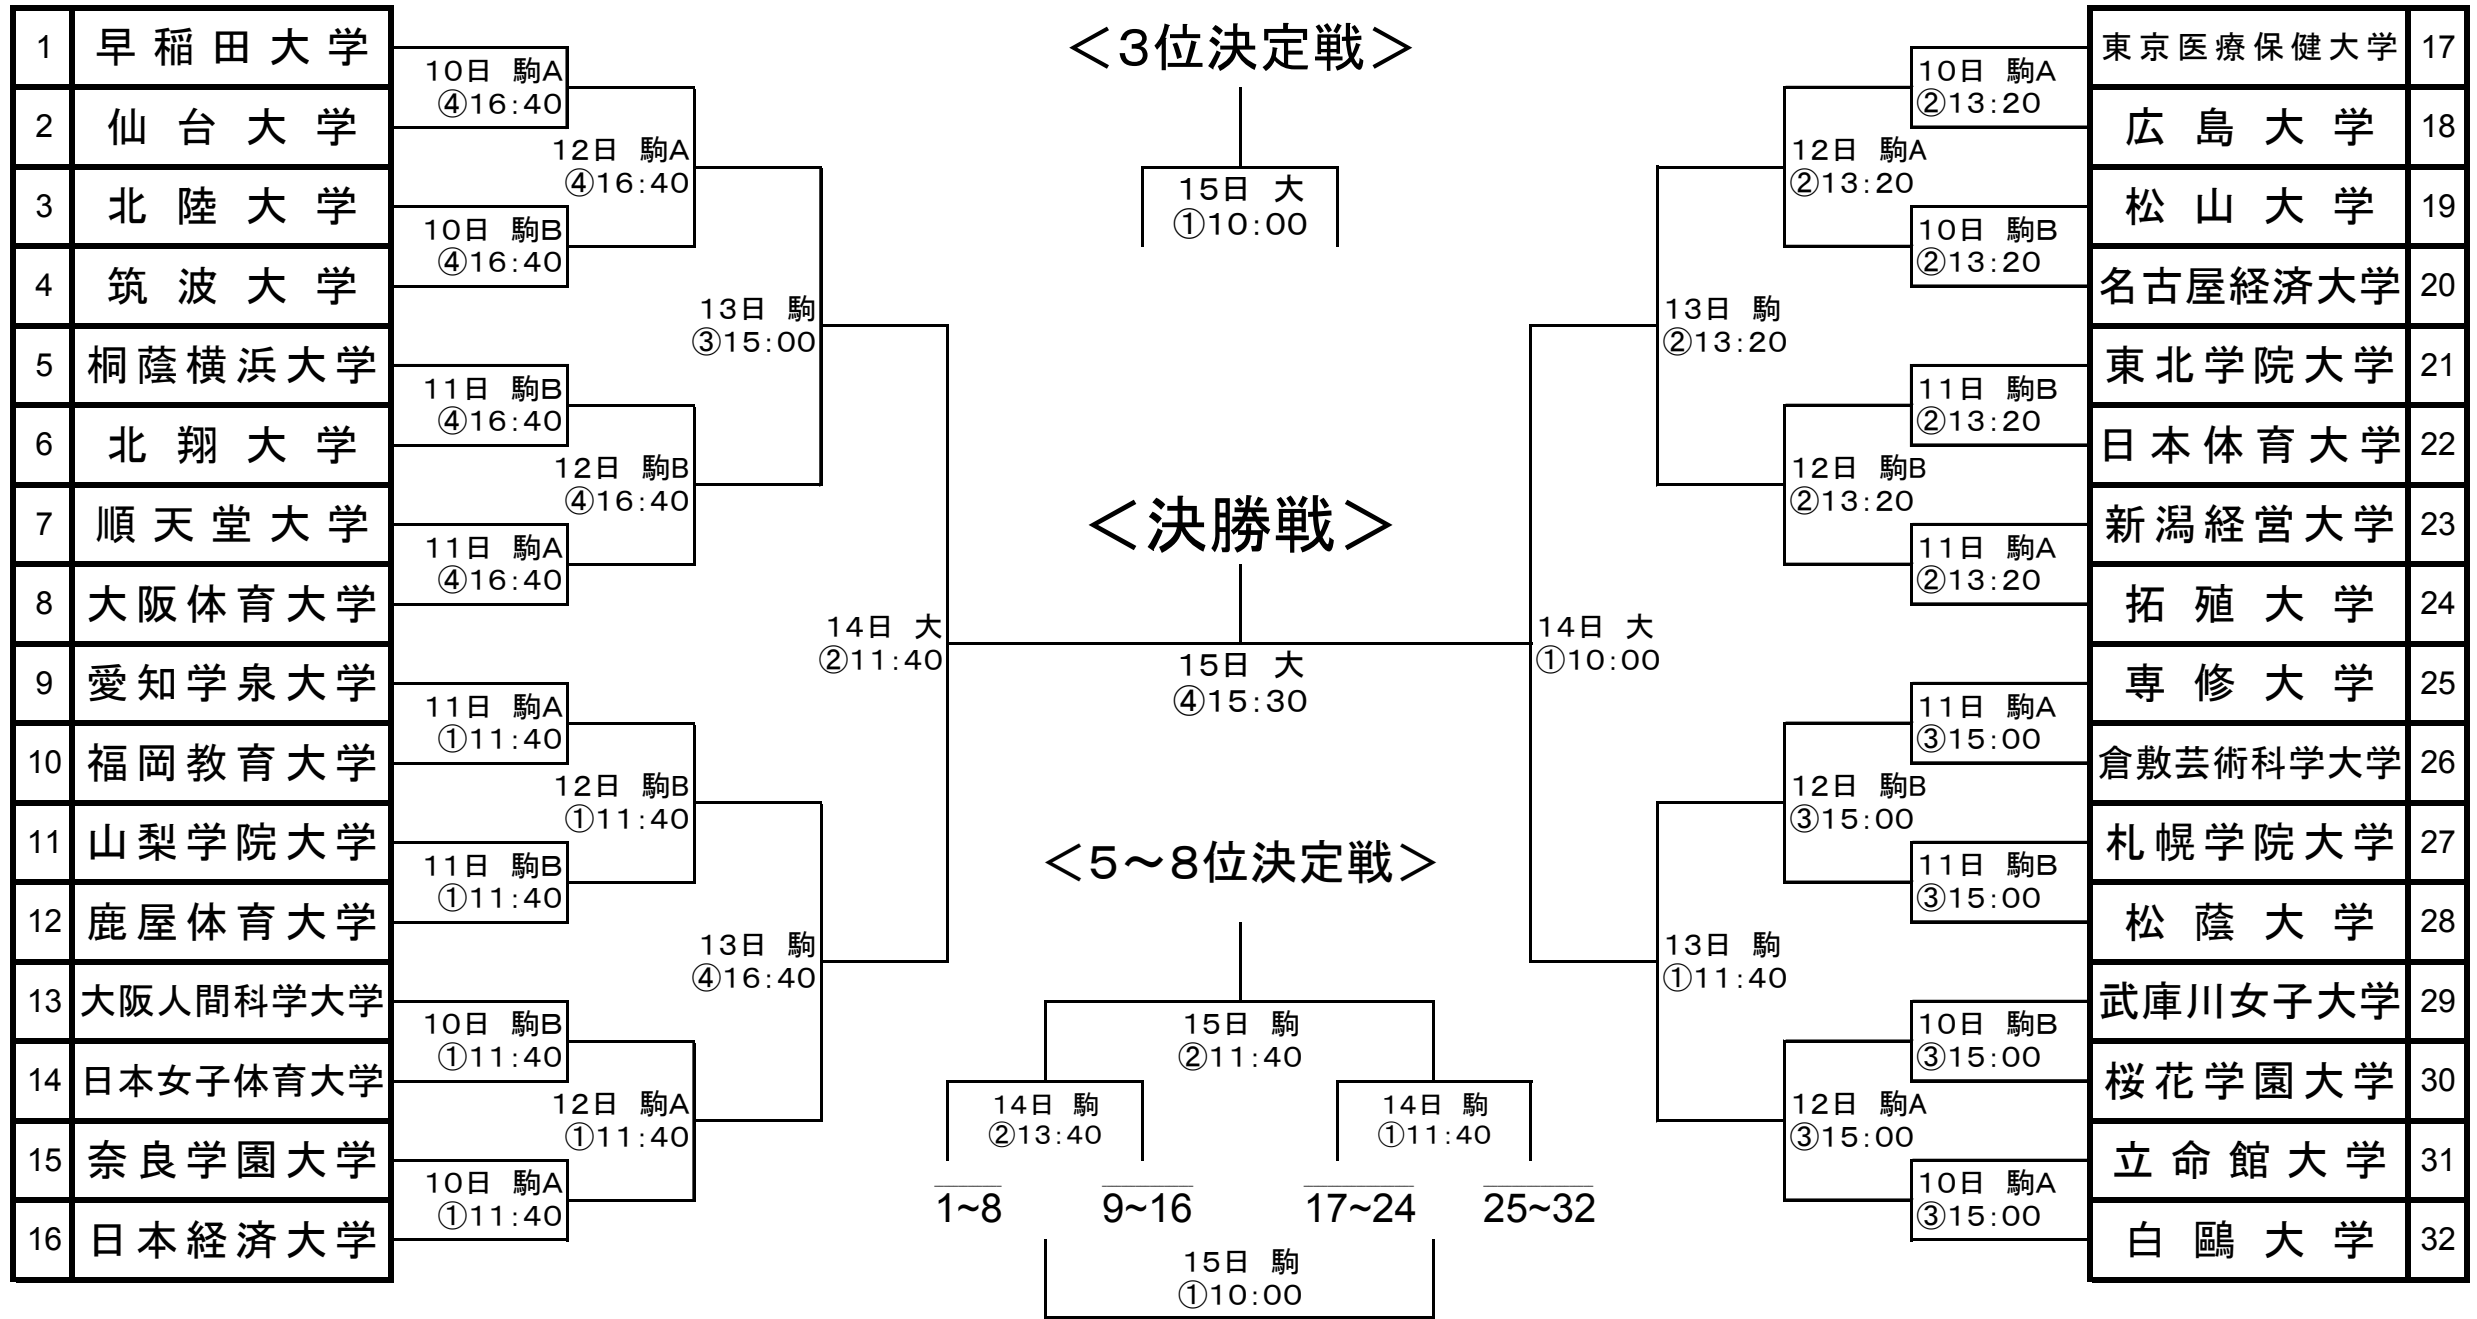 1 早稲田大学
2 仙台大学
3 北陸大学
4 筑波大学
5 桐蔭横浜大学
6 北翔大学
7 順天堂大学
8 大阪体育大学
9 愛知学泉大学
10 福岡教育大学
11 山梨学院大学
12 鹿屋体育大学
13 大阪人間科学大学
14 日本女子体育大学
15 奈良学園大学
16 日本経済大学
10日 駒A
④16:40
10日 駒B
④16:40
11日 駒B
④16:40
11日 駒A
④16:40
11日 駒A
①11:40
11日 駒B
①11:40
10日 駒B
①11:40
10日 駒A
①11:40
12日 駒A
④16:40
12日 駒B
④16:40
12日 駒B
①11:40
12日 駒A
①11:40
13日 駒
③15:00
13日 駒
④16:40
14日 大
②11:40
＜3位決定戦＞
15日 大
①10:00
＜決勝戦＞
15日 大
④15:30
＜5～8位決定戦＞
15日 駒
②11:40
14日 駒
②13:40
14日 駒
①11:40
1~8 9~16 17~24 25~32
15日 駒
①10:00
14日 大
①10:00
13日 駒
②13:20
13日 駒
①11:40
12日 駒A
②13:20
12日 駒B
②13:20
12日 駒B
③15:00
12日 駒A
③15:00
10日 駒A
②13:20
10日 駒B
②13:20
11日 駒B
②13:20
11日 駒A
②13:20
11日 駒A
③15:00
11日 駒B
③15:00
10日 駒B
③15:00
10日 駒A
③15:00
東京医療保健大学 17
広島大学 18
松山大学 19
名古屋経済大学 20
東北学院大学 21
日本体育大学 22
新潟経営大学 23
拓殖大学 24
専修大学 25
倉敷芸術科学大学 26
札幌学院大学 27
松蔭大学 28
武庫川女子大学 29
桜花学園大学 30
立命館大学 31
白鷗大学 32